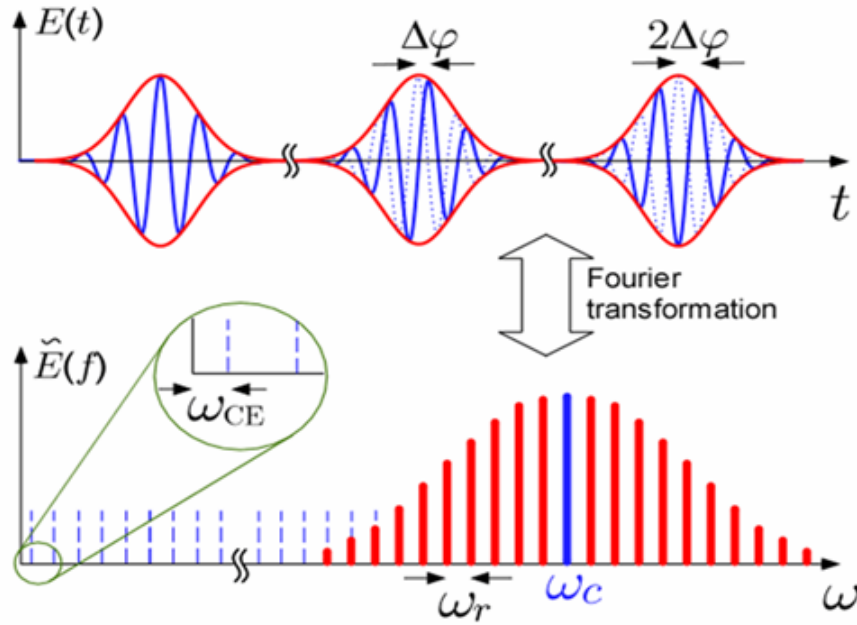 E(t)
Δφ
2Δφ
t
Fourier
transformation
Ẽ(f)
ω_CE
ω_r
ω_c
ω